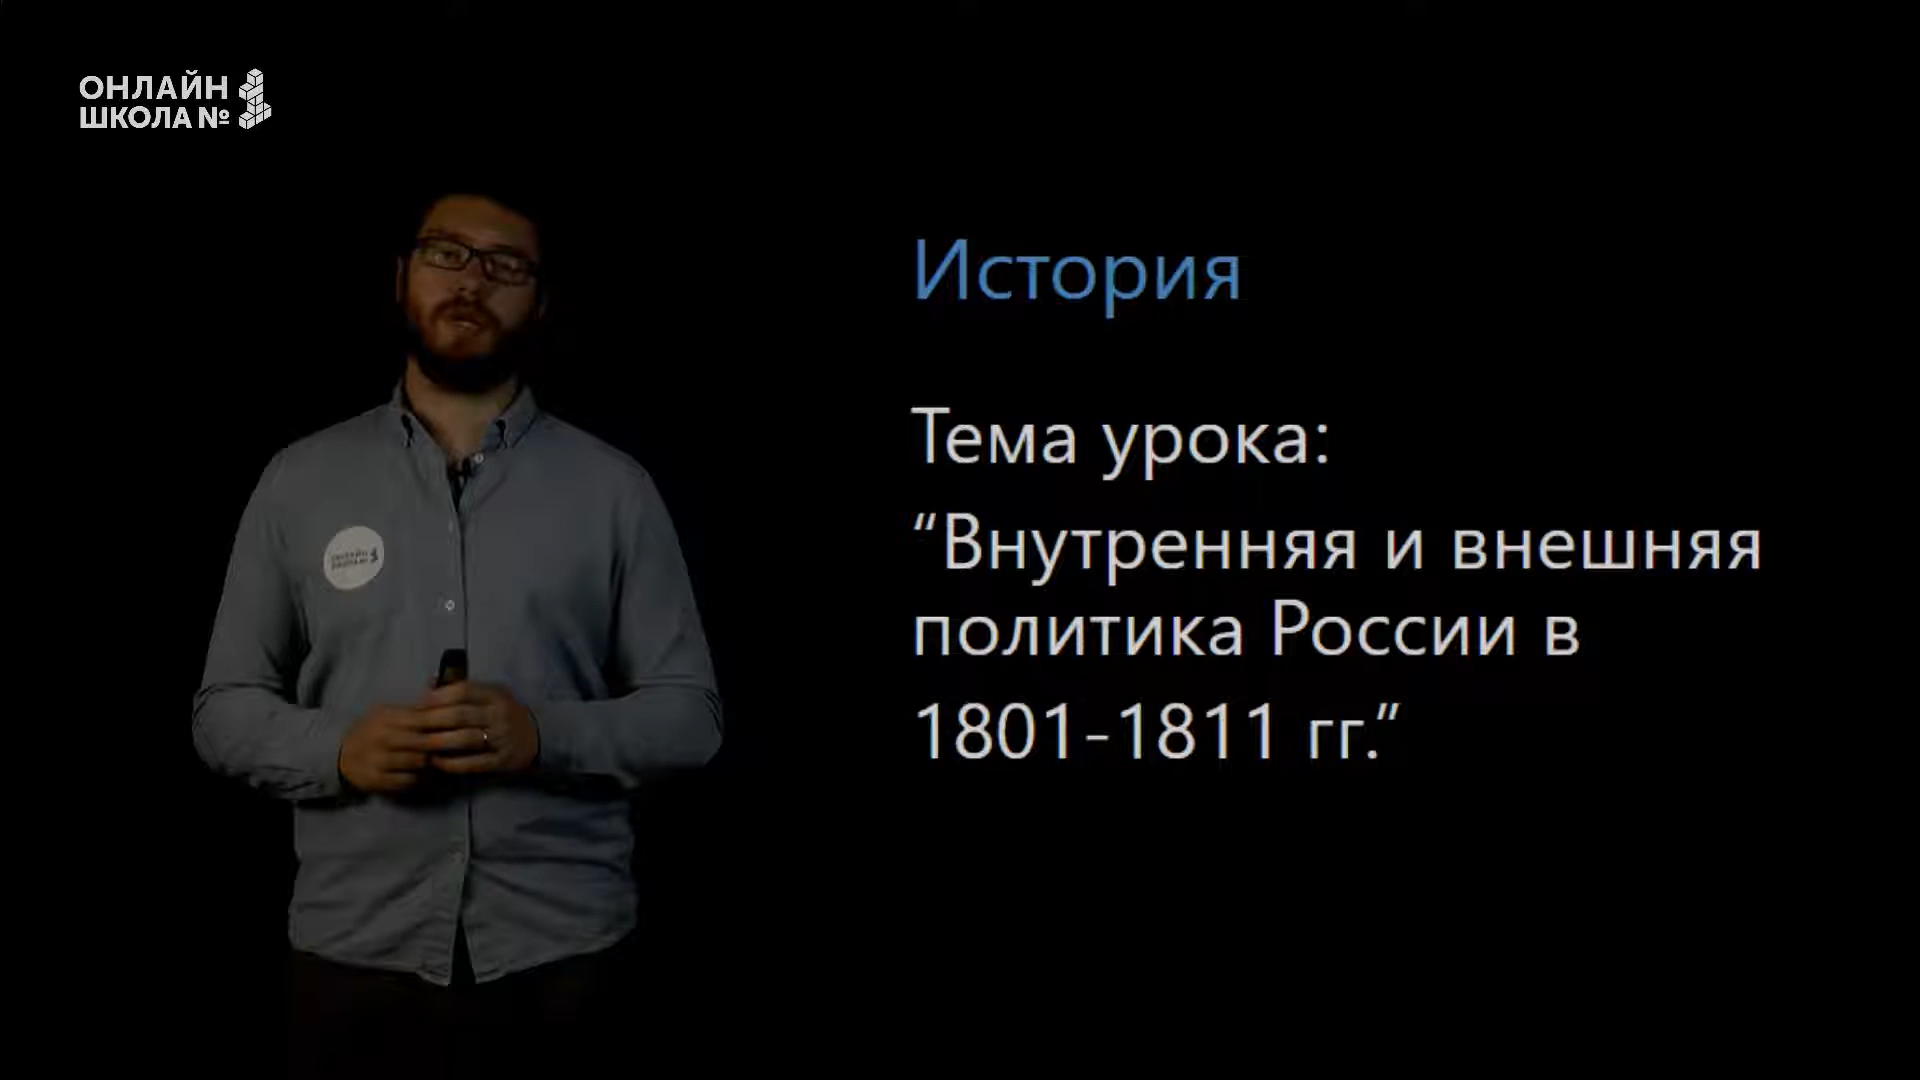 ОНЛАЙН
ШКОЛА №
История
Тема урока:
“Внутренняя и внешняя
политика России в
1801-1811 гг.”